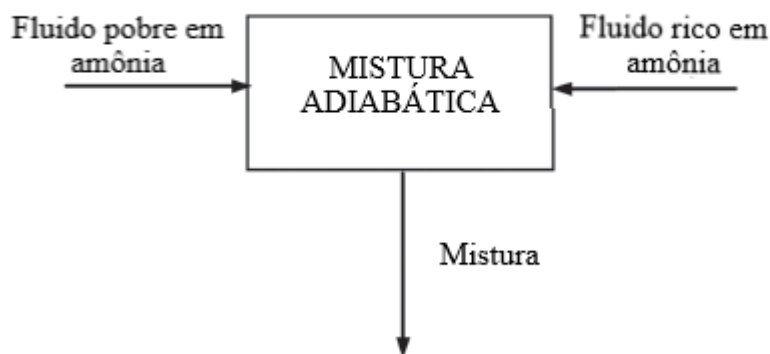 Fluido pobre em
amônia
MISTURA
ADIABÁTICA
Fluido rico em
amônia
Mistura